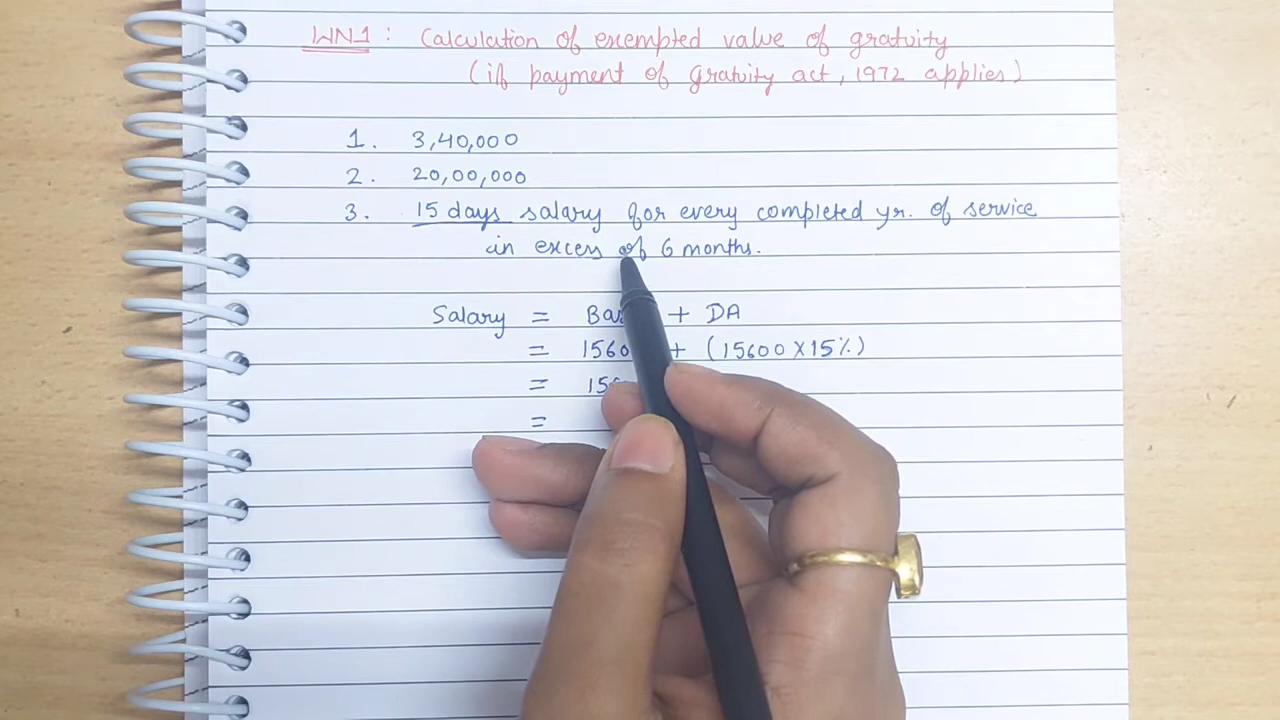 WN1 : Calculation of exempted value of gratuity
(if payment of gratuity act, 1972 applies)
1. 3,40,000
2. 20,00,000
3. 15 days salary for every completed yr. of service
in excess of 6 months.
Salary = + DA
= + (15600 X 15%)
=
=